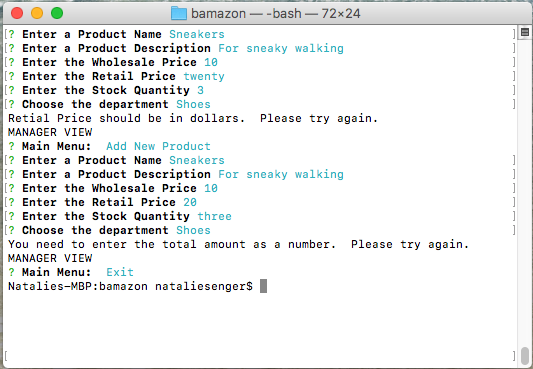 bamazon — -bash — 72×24
[? Enter a Product Name Sneakers ]
[? Enter a Product Description For sneaky walking ]
[? Enter the Wholesale Price 10 ]
[? Enter the Retail Price twenty ]
[? Enter the Stock Quantity 3 ]
[? Choose the department Shoes ]
Retial Price should be in dollars.  Please try again.
MANAGER VIEW
? Main Menu:  Add New Product
[? Enter a Product Name Sneakers ]
[? Enter a Product Description For sneaky walking ]
[? Enter the Wholesale Price 10 ]
[? Enter the Retail Price 20 ]
[? Enter the Stock Quantity three ]
[? Choose the department Shoes ]
You need to enter the total amount as a number.  Please try again.
MANAGER VIEW
? Main Menu:  Exit
Natalies-MBP:bamazon nataliesenger$
[ ]